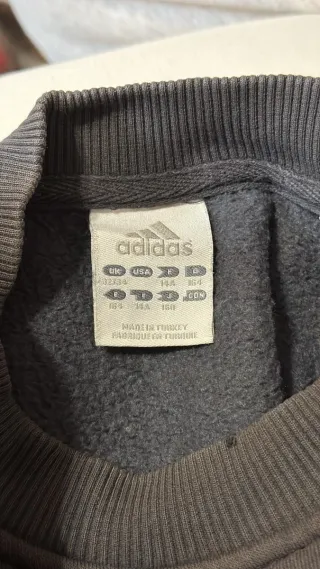 adidas
UK USA F D
14A 164
E I J CDN
164 14A 160
MADE IN TURKEY
FABRIQUE EN TURQUIE